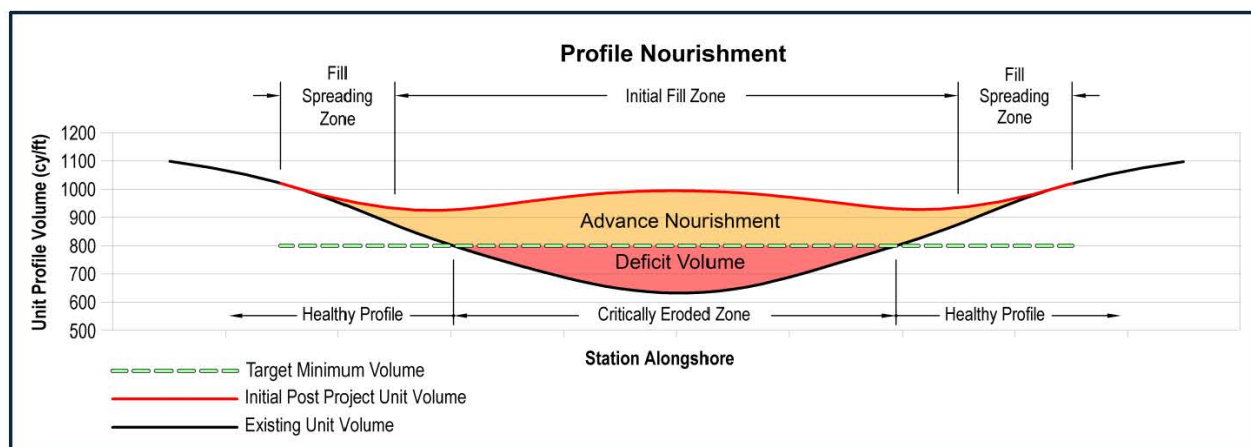 Profile Nourishment
Fill
Spreading
Zone
Initial Fill Zone
Fill
Spreading
Zone
Unit Profile Volume (cy/ft)
1200
1100
1000
900
800
700
600
500
Advance Nourishment
Deficit Volume
Healthy Profile
Critically Eroded Zone
Healthy Profile
Station Alongshore
Target Minimum Volume
Initial Post Project Unit Volume
Existing Unit Volume